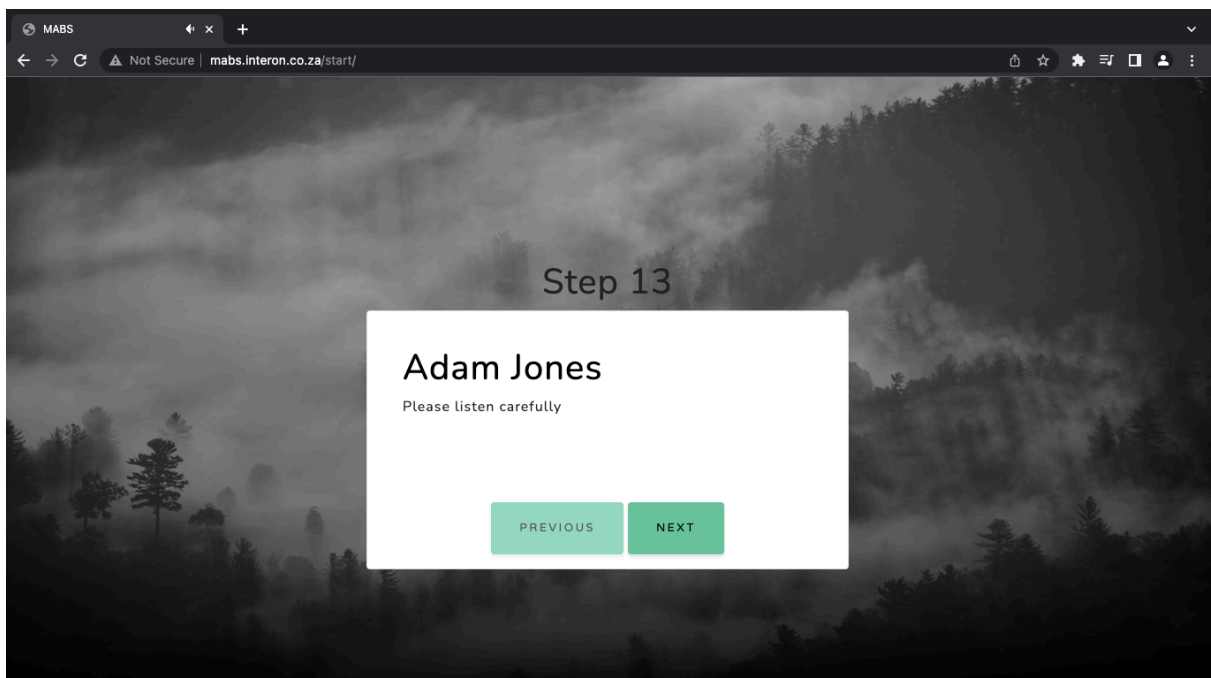 MABS
Not Secure | mabs.interon.co.za/start/
Step 13
Adam Jones
Please listen carefully
PREVIOUS NEXT